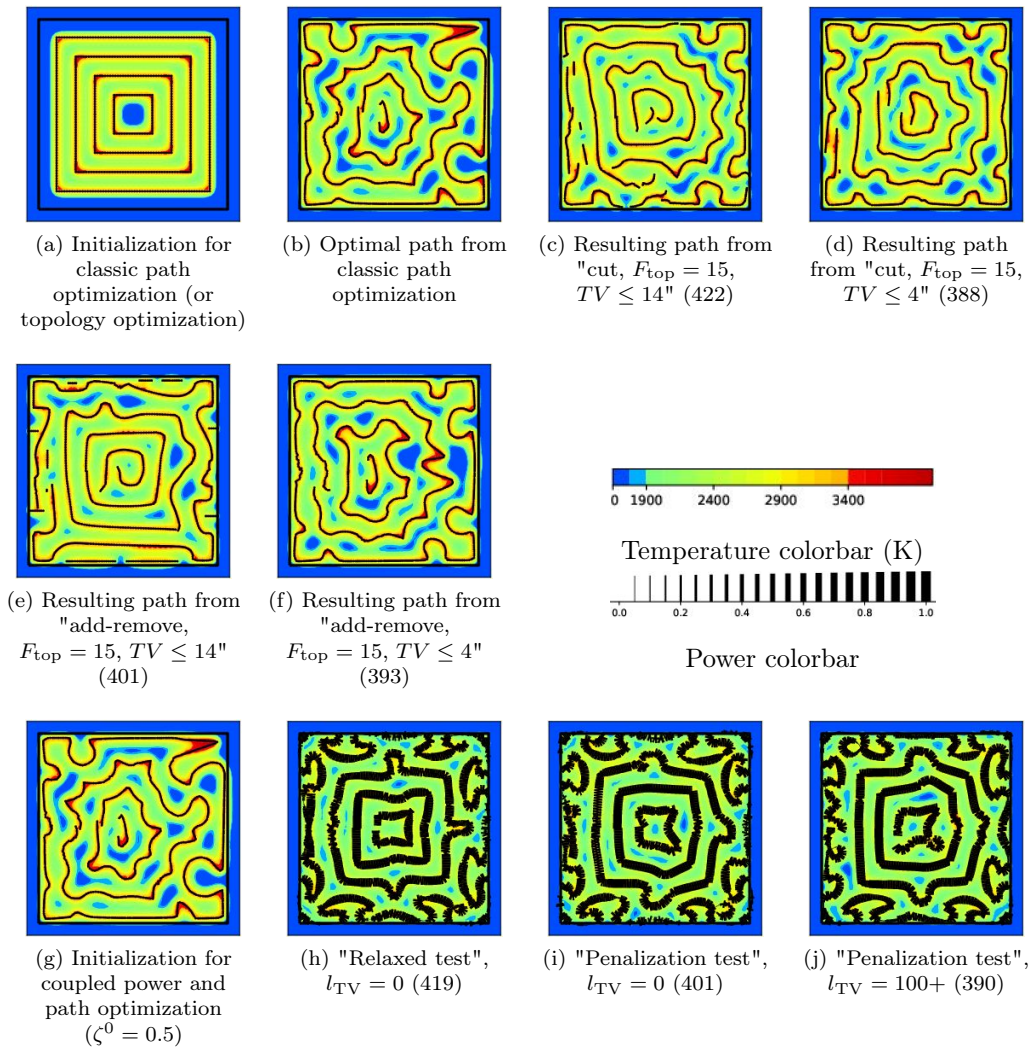 (a) Initialization for
classic path
optimization (or
topology optimization)
(b) Optimal path from
classic path
optimization
(c) Resulting path from
"cut, F_top = 15,
TV ≤ 14" (422)
(d) Resulting path
from "cut, F_top = 15,
TV ≤ 4" (388)
(e) Resulting path from
"add-remove,
F_top = 15, TV ≤ 14"
(401)
(f) Resulting path from
"add-remove,
F_top = 15, TV ≤ 4"
(393)
0 1900 2400 2900 3400
Temperature colorbar (K)
0.0 0.2 0.4 0.6 0.8 1.0
Power colorbar
(g) Initialization for
coupled power and
path optimization
(ζ^0 = 0.5)
(h) "Relaxed test",
l_TV = 0 (419)
(i) "Penalization test",
l_TV = 0 (401)
(j) "Penalization test",
l_TV = 100+ (390)